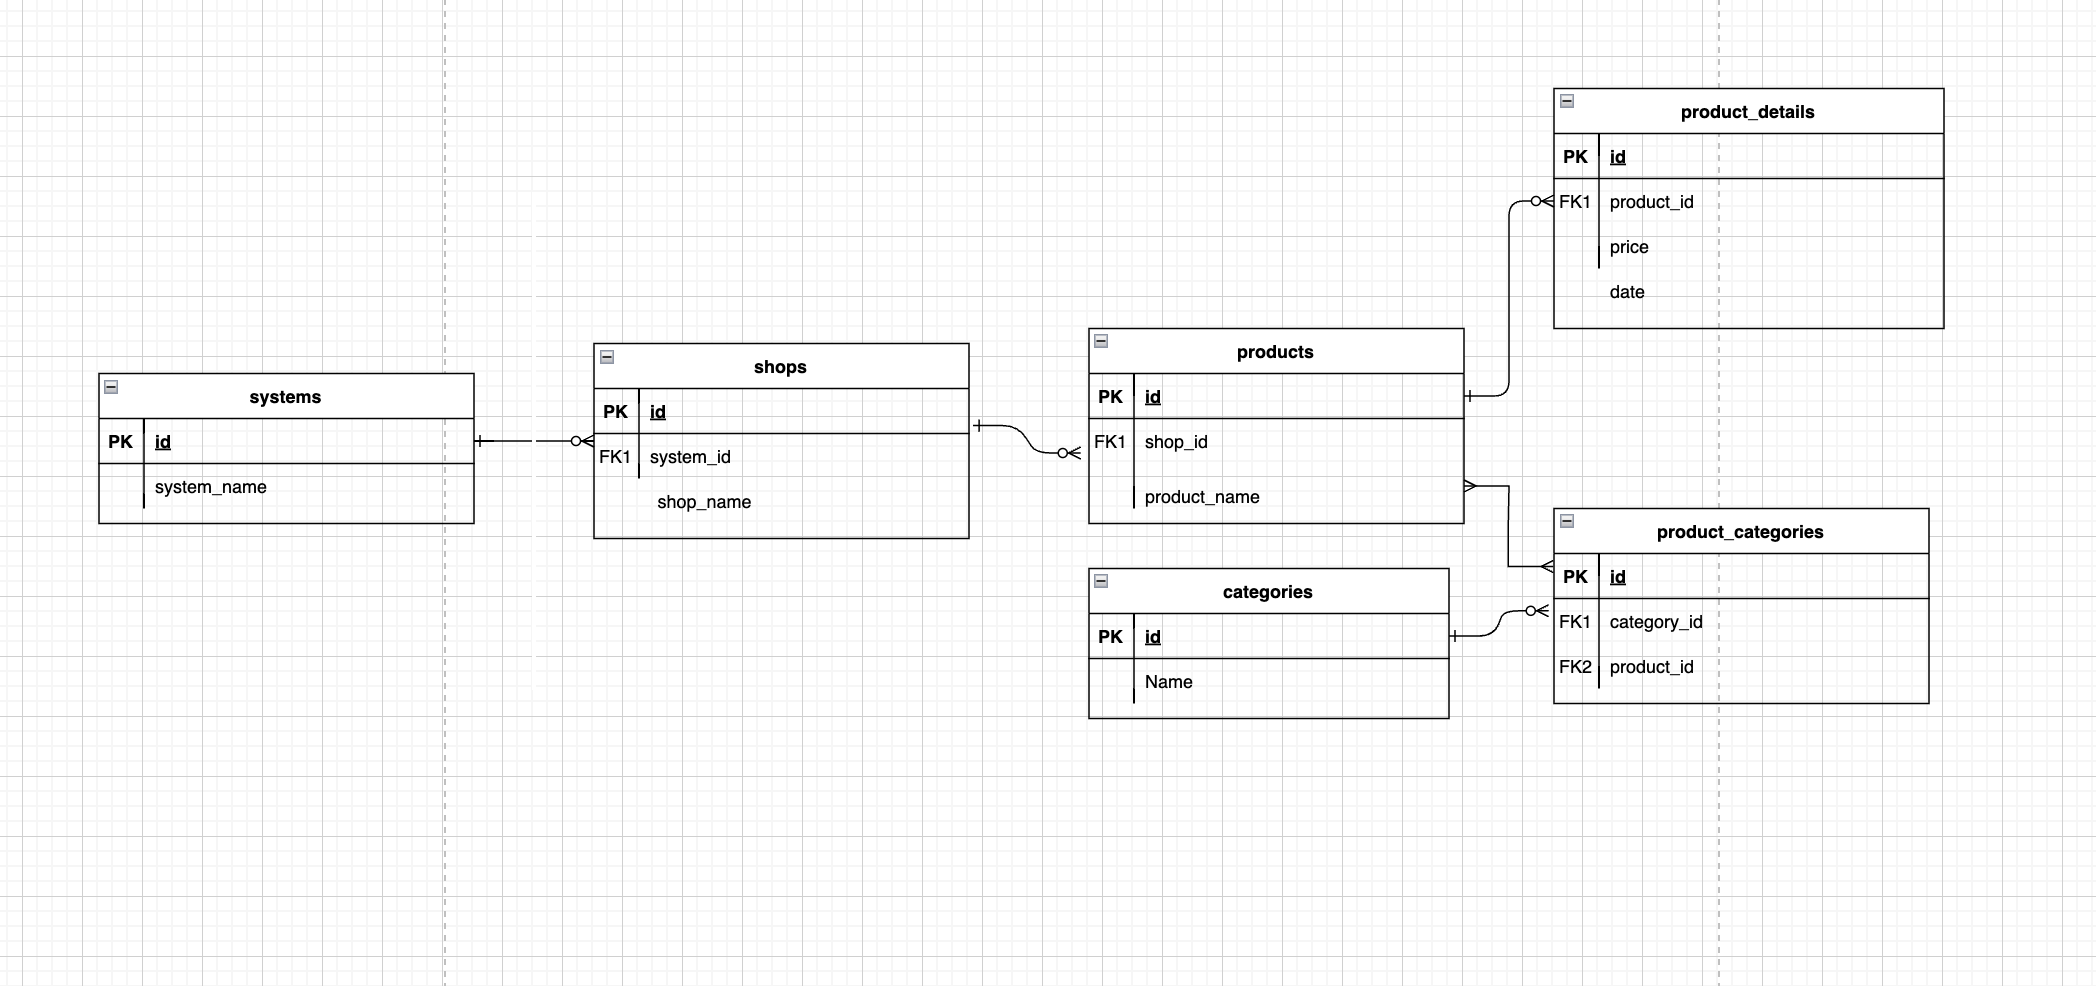 systems
PK id
system_name
shops
PK id
FK1 system_id
shop_name
products
PK id
FK1 shop_id
product_name
categories
PK id
Name
product_details
PK id
FK1 product_id
price
date
product_categories
PK id
FK1 category_id
FK2 product_id